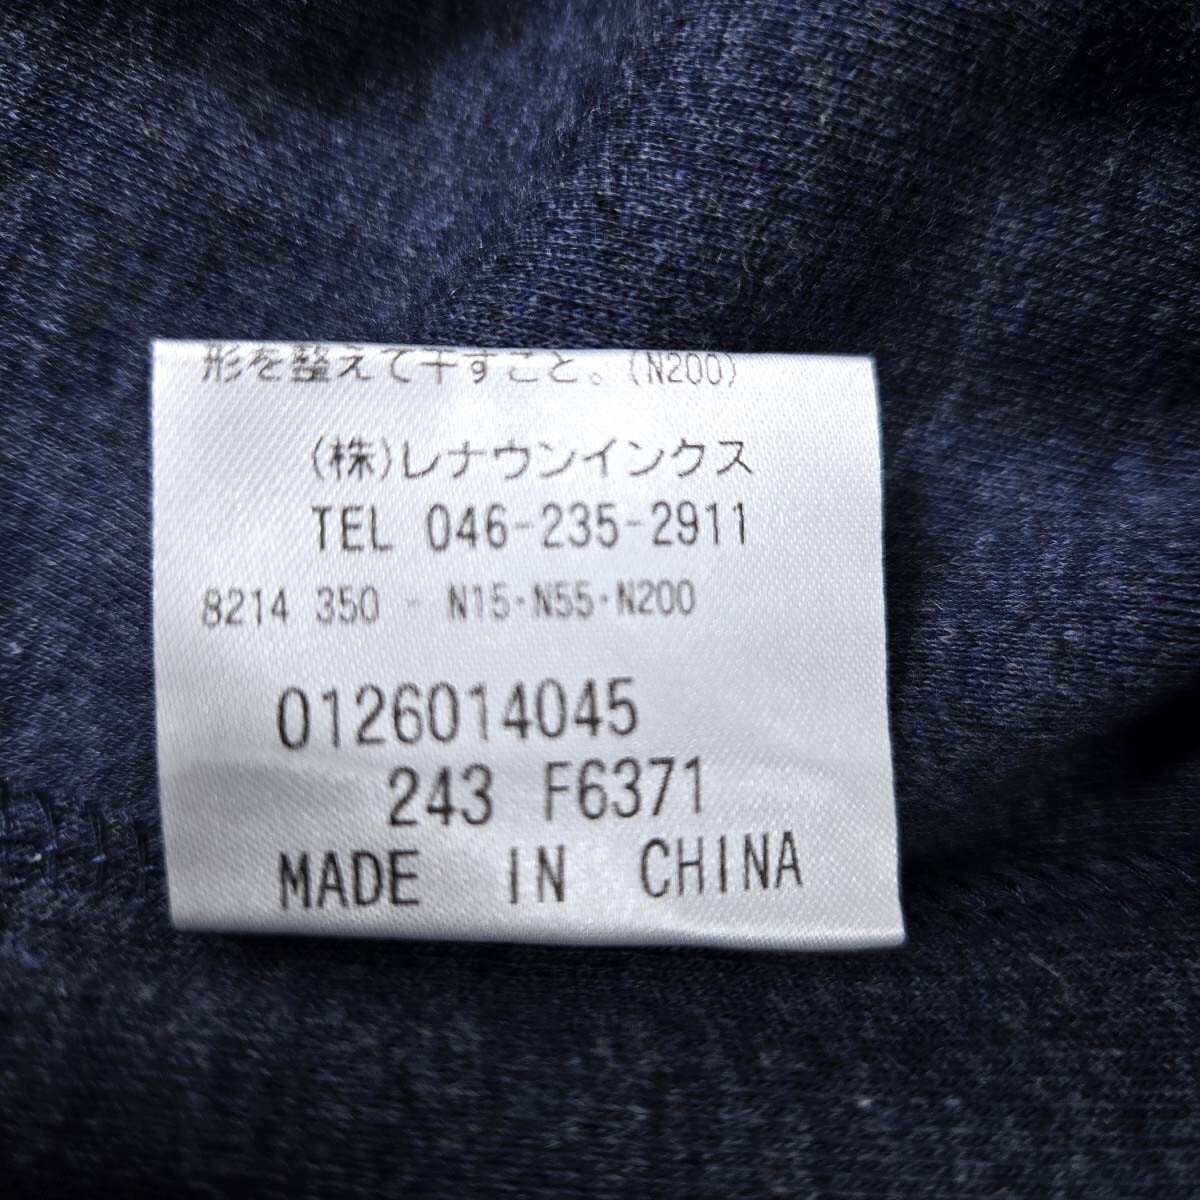 形を整えて干すこと。(N200)
(株)レナウンインクス
TEL 046-235-2911
8214 350 - N15・N55・N200
0126014045
243 F6371
MADE IN CHINA